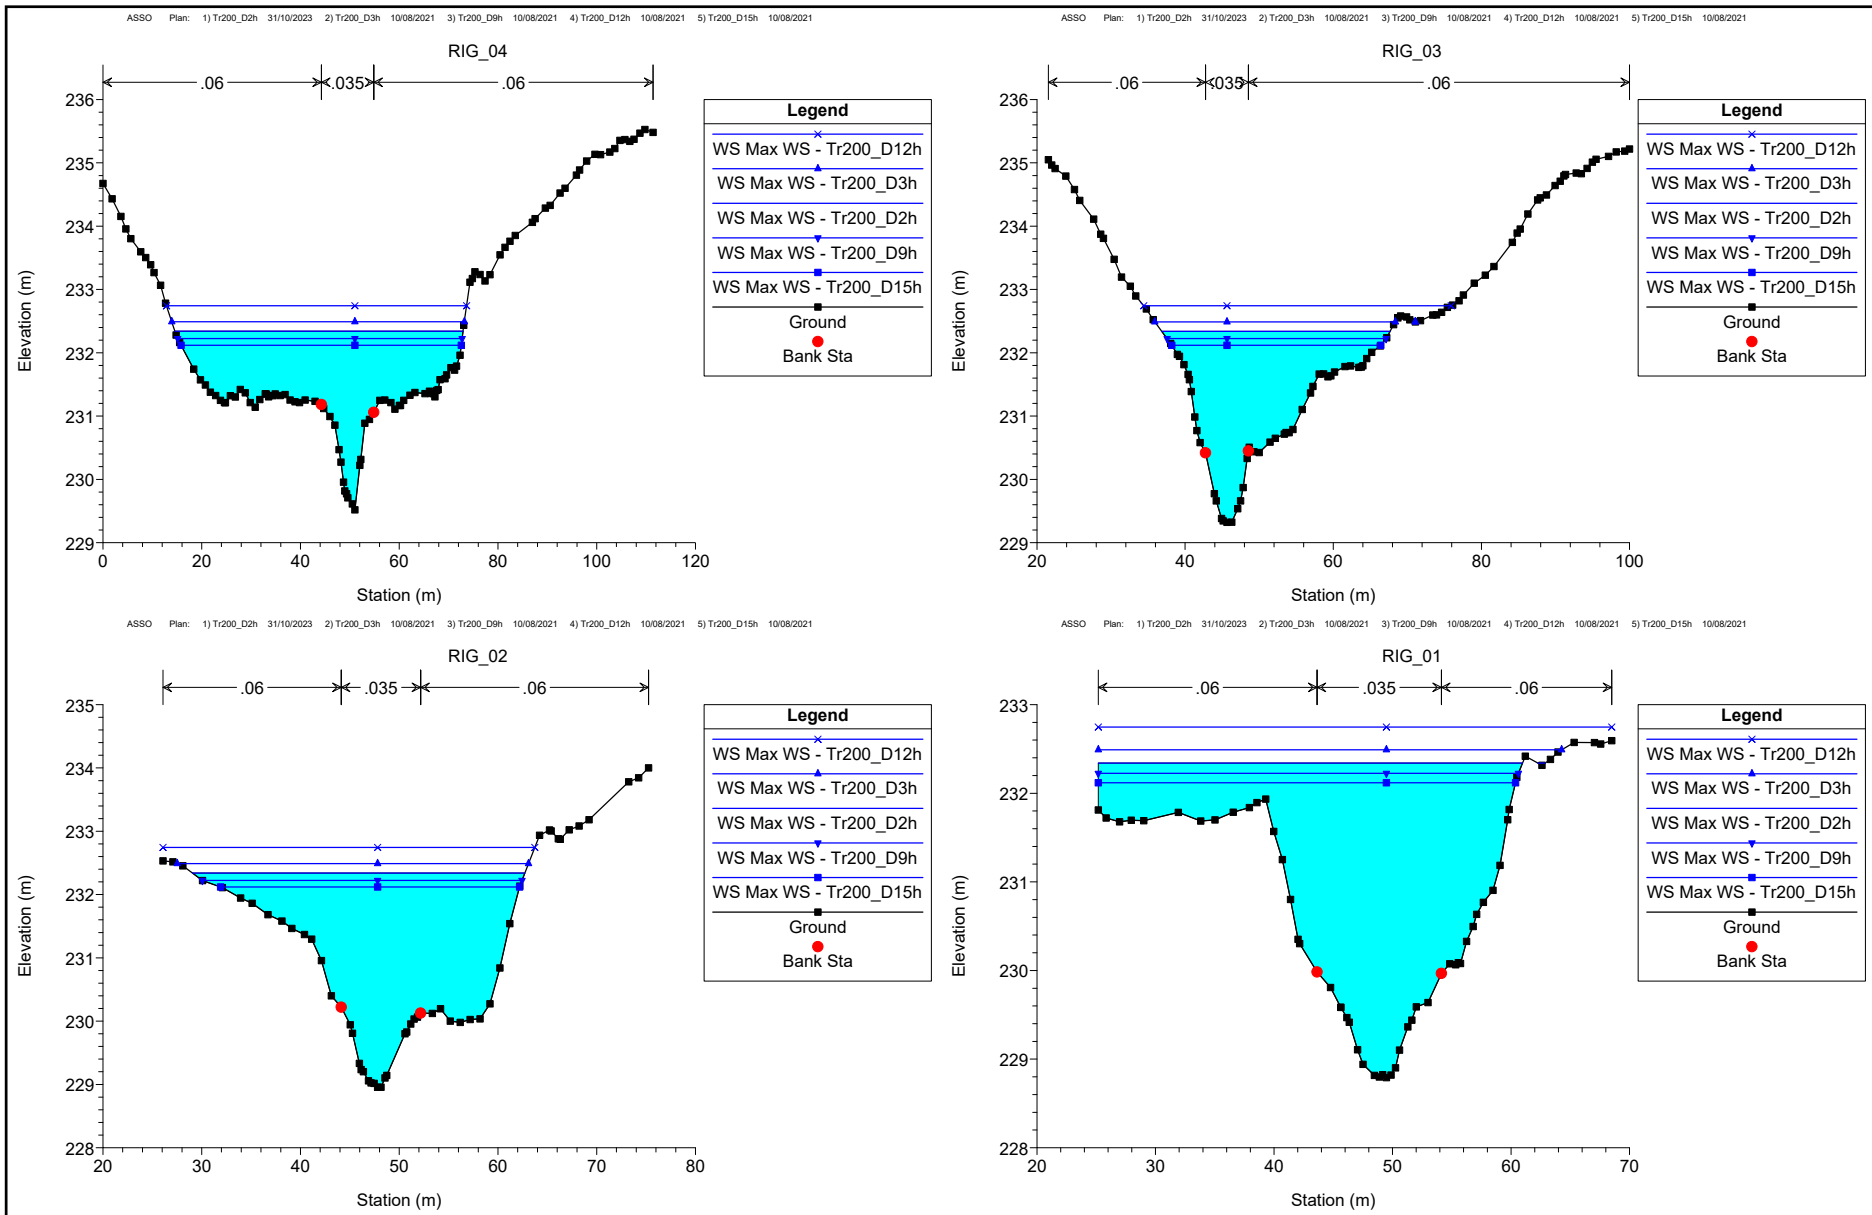 ASSO Plan: 1) Tr200_D2h 31/10/2023 2) Tr200_D3h 10/08/2021 3) Tr200_D9h 10/08/2021 4) Tr200_D12h 10/08/2021 5) Tr200_D15h 10/08/2021
RIG_04
.06 .035 .06
236
235
234
233
232
231
230
229
0 20 40 60 80 100 120
Elevation (m)
Station (m)
Legend
WS Max WS - Tr200_D12h
WS Max WS - Tr200_D3h
WS Max WS - Tr200_D2h
WS Max WS - Tr200_D9h
WS Max WS - Tr200_D15h
Ground
Bank Sta
ASSO Plan: 1) Tr200_D2h 31/10/2023 2) Tr200_D3h 10/08/2021 3) Tr200_D9h 10/08/2021 4) Tr200_D12h 10/08/2021 5) Tr200_D15h 10/08/2021
RIG_03
.06 .035 .06
236
235
234
233
232
231
230
229
20 40 60 80 100
Elevation (m)
Station (m)
Legend
WS Max WS - Tr200_D12h
WS Max WS - Tr200_D3h
WS Max WS - Tr200_D2h
WS Max WS - Tr200_D9h
WS Max WS - Tr200_D15h
Ground
Bank Sta
ASSO Plan: 1) Tr200_D2h 31/10/2023 2) Tr200_D3h 10/08/2021 3) Tr200_D9h 10/08/2021 4) Tr200_D12h 10/08/2021 5) Tr200_D15h 10/08/2021
RIG_02
.06 .035 .06
235
234
233
232
231
230
229
228
20 30 40 50 60 70 80
Elevation (m)
Station (m)
Legend
WS Max WS - Tr200_D12h
WS Max WS - Tr200_D3h
WS Max WS - Tr200_D2h
WS Max WS - Tr200_D9h
WS Max WS - Tr200_D15h
Ground
Bank Sta
ASSO Plan: 1) Tr200_D2h 31/10/2023 2) Tr200_D3h 10/08/2021 3) Tr200_D9h 10/08/2021 4) Tr200_D12h 10/08/2021 5) Tr200_D15h 10/08/2021
RIG_01
.06 .035 .06
233
232
231
230
229
228
20 30 40 50 60 70
Elevation (m)
Station (m)
Legend
WS Max WS - Tr200_D12h
WS Max WS - Tr200_D3h
WS Max WS - Tr200_D2h
WS Max WS - Tr200_D9h
WS Max WS - Tr200_D15h
Ground
Bank Sta